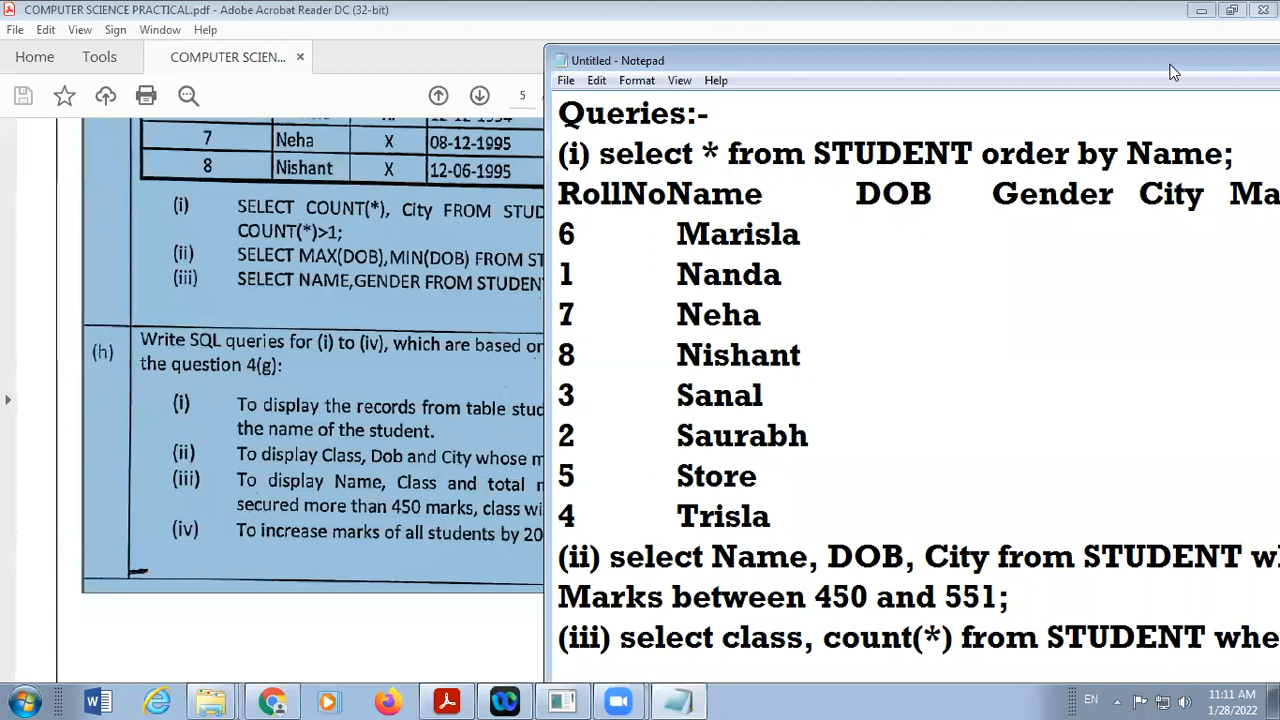 COMPUTER SCIENCE PRACTICAL.pdf - Adobe Acrobat Reader DC (32-bit)
File Edit View Sign Window Help
Home Tools COMPUTER SCIEN... ×
5
7 Neha X 08-12-1995
8 Nishant X 12-06-1995
(i) SELECT COUNT(*), City FROM STUD
COUNT(*)>1;
(ii) SELECT MAX(DOB),MIN(DOB) FROM S
(iii) SELECT NAME,GENDER FROM STUDEN
(h) Write SQL queries for (i) to (iv), which are based on
the question 4(g):
(i) To display the records from table stud
the name of the student.
(ii) To display Class, Dob and City whose m
(iii) To display Name, Class and total
secured more than 450 marks, class wi
(iv) To increase marks of all students by 20
Untitled - Notepad
File Edit Format View Help
Queries:-
(i) select * from STUDENT order by Name;
RollNoName DOB Gender City Ma
6 Marisla
1 Nanda
7 Neha
8 Nishant
3 Sanal
2 Saurabh
5 Store
4 Trisla
(ii) select Name, DOB, City from STUDENT wh
Marks between 450 and 551;
(iii) select class, count(*) from STUDENT whe
EN
11:11 AM
1/28/2022